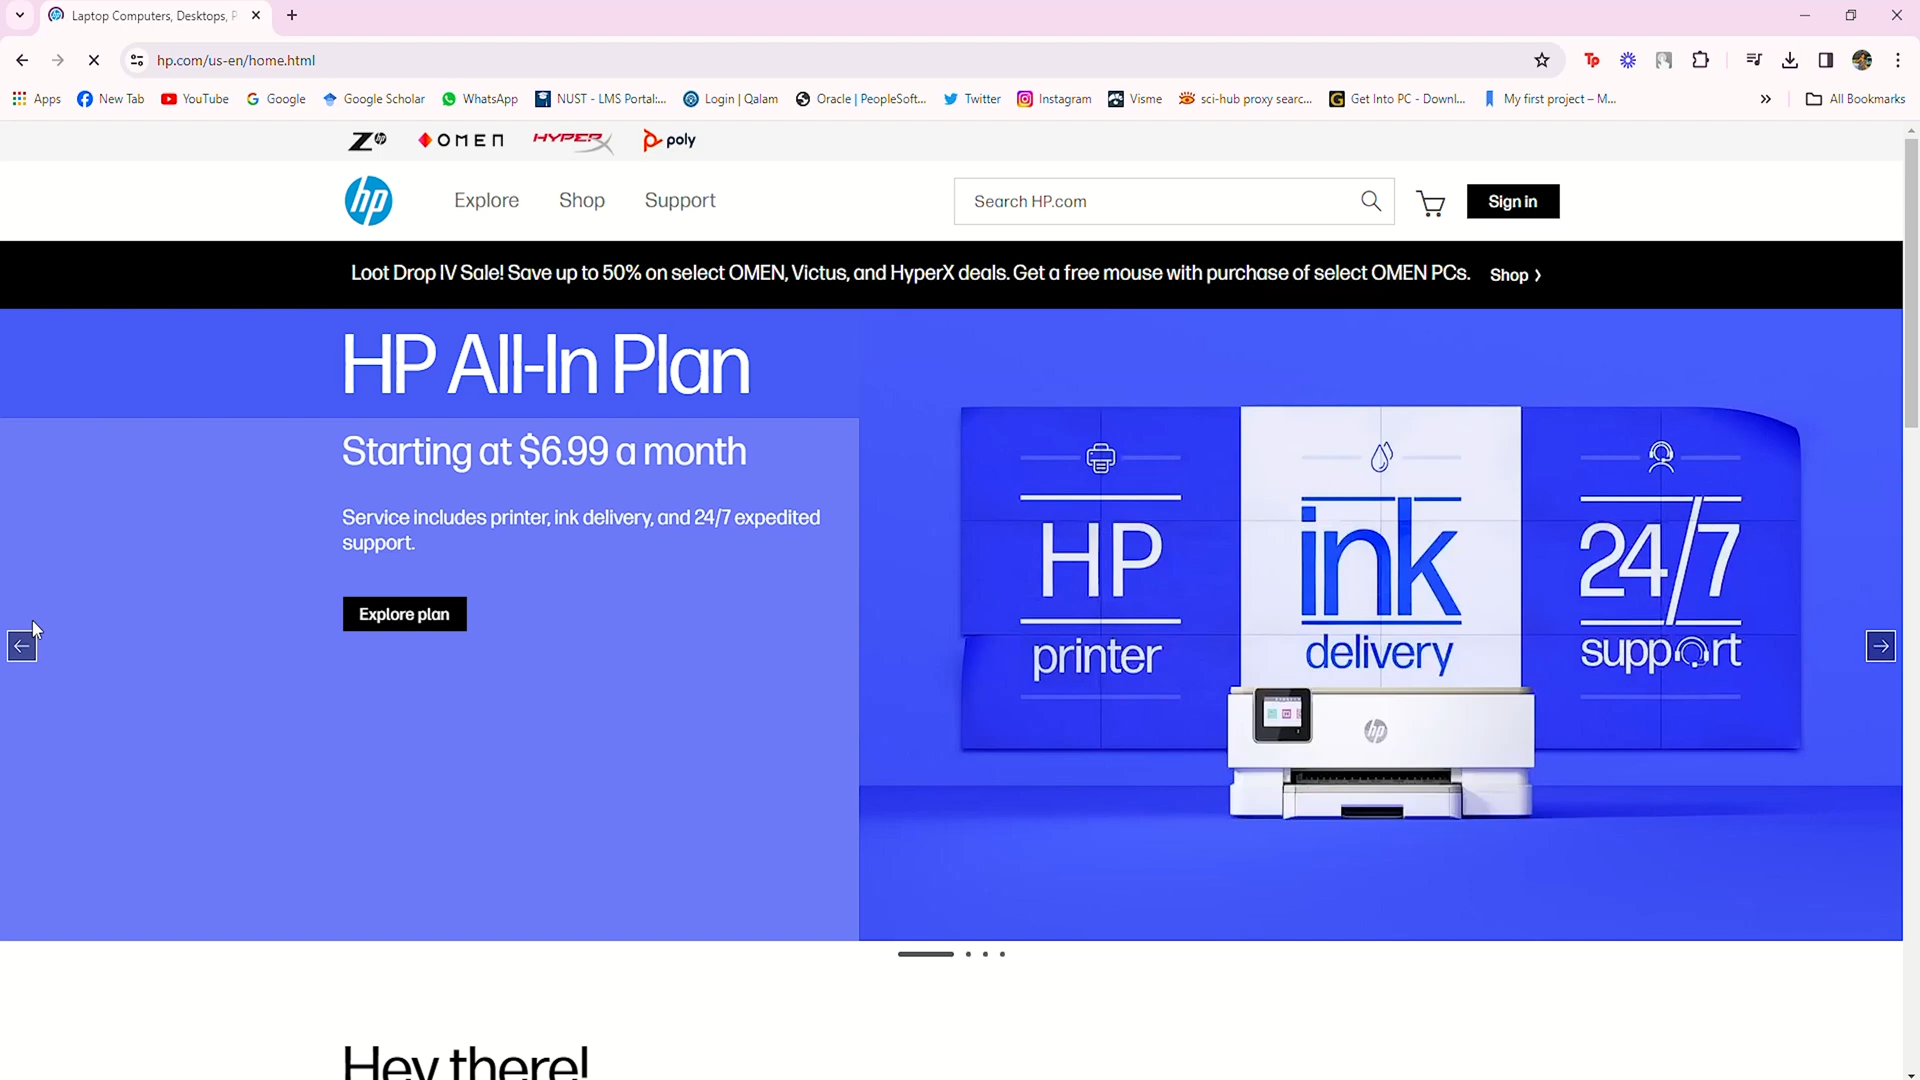 Laptop Computers, Desktops, P
hp.com/us-en/home.html
Tp
Apps New Tab YouTube Google Google Scholar WhatsApp NUST - LMS Portal:... Login | Qalam Oracle | PeopleSoft... Twitter Instagram Visme sci-hub proxy searc... Get Into PC - Downl... My first project – M... All Bookmarks
Z hp OMEN HYPERX poly
hp Explore Shop Support Search HP.com Sign in
Loot Drop IV Sale! Save up to 50% on select OMEN, Victus, and HyperX deals. Get a free mouse with purchase of select OMEN PCs. Shop ›
HP All-In Plan
Starting at $6.99 a month
Service includes printer, ink delivery, and 24/7 expedited
support.
Explore plan
HP
printer
ink
delivery
24/7
support
hp
Hey there!